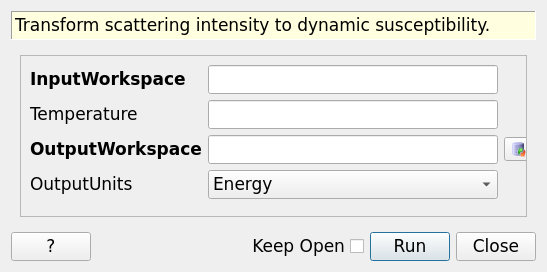 Transform scattering intensity to dynamic susceptibility.
InputWorkspace
Temperature
OutputWorkspace
OutputUnits Energy
? Keep Open Run Close